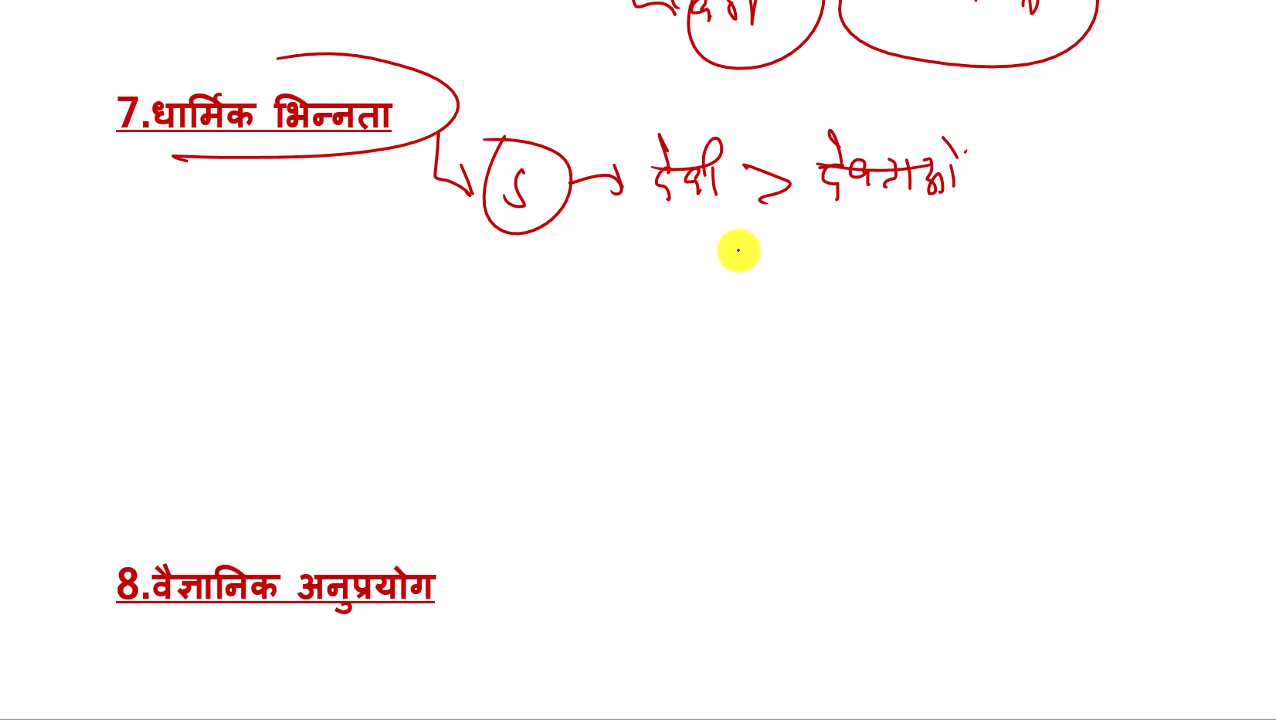 7.धार्मिक भिन्नता
S → देवी > देवताओं
8.वैज्ञानिक अनुप्रयोग